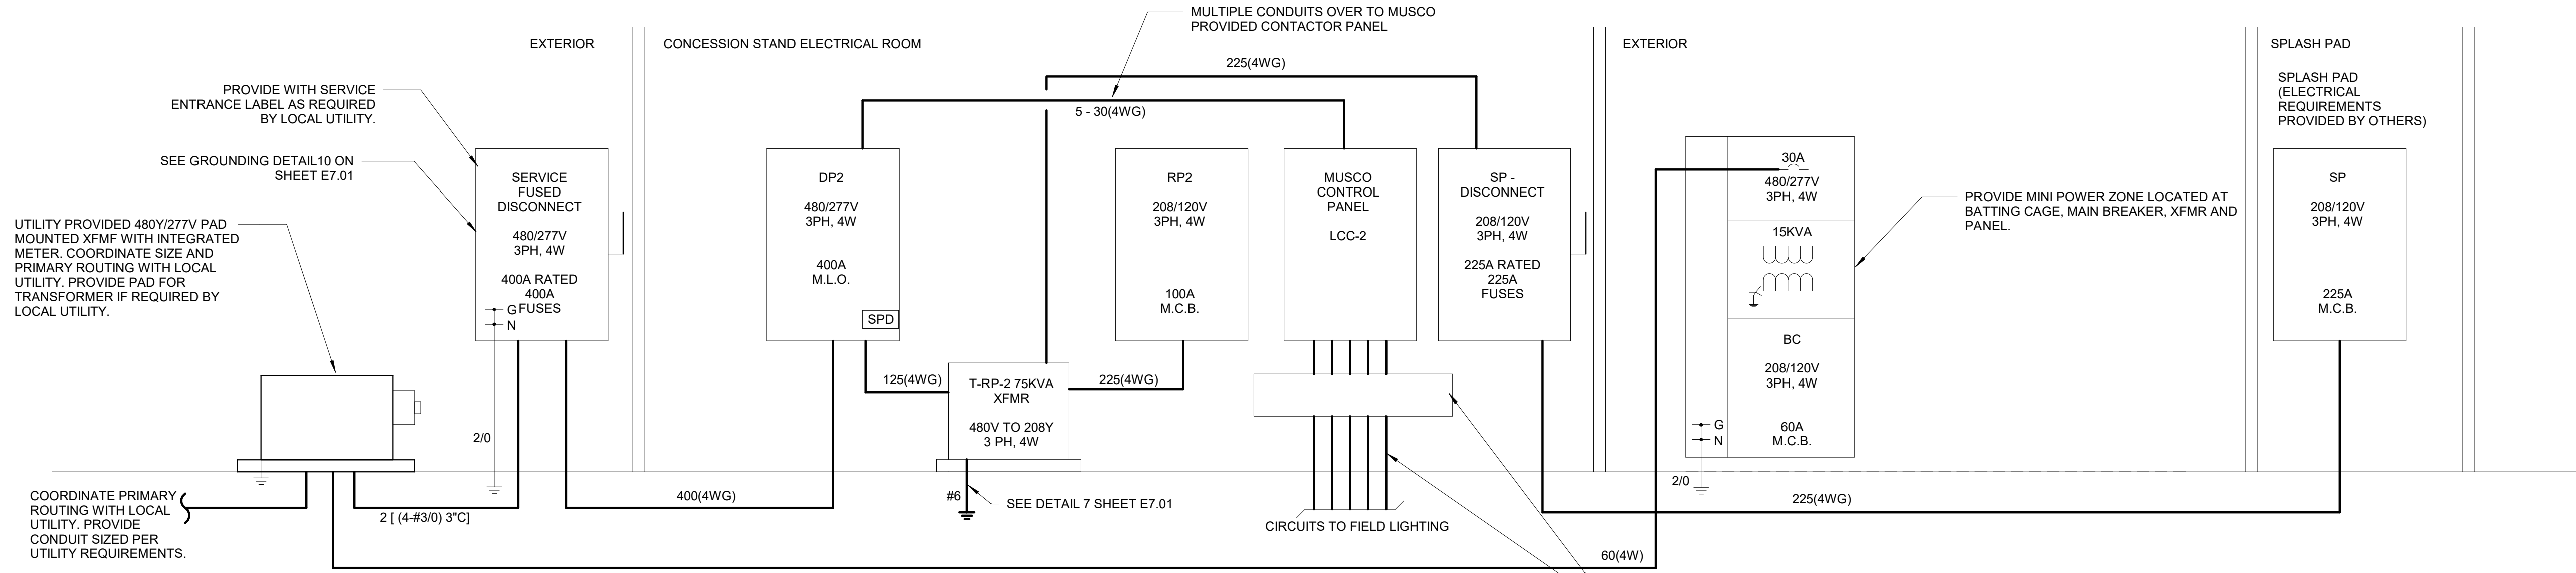 MULTIPLE CONDUITS OVER TO MUSCO
PROVIDED CONTACTOR PANEL
EXTERIOR
CONCESSION STAND ELECTRICAL ROOM
EXTERIOR
SPLASH PAD
225(4WG)
5 - 30(4WG)
SPLASH PAD
(ELECTRICAL
REQUIREMENTS
PROVIDED BY OTHERS)
PROVIDE WITH SERVICE
ENTRANCE LABEL AS REQUIRED
BY LOCAL UTILITY.
SEE GROUNDING DETAIL10 ON
SHEET E7.01
UTILITY PROVIDED 480Y/277V PAD
MOUNTED XFMF WITH INTEGRATED
METER. COORDINATE SIZE AND
PRIMARY ROUTING WITH LOCAL
UTILITY. PROVIDE PAD FOR
TRANSFORMER IF REQUIRED BY
LOCAL UTILITY.
SERVICE
FUSED
DISCONNECT
480/277V
3PH, 4W
400A RATED
400A
FUSES
G
N
2/0
DP2
480/277V
3PH, 4W
400A
M.L.O.
SPD
125(4WG)
T-RP-2 75KVA
XFMR
480V TO 208Y
3 PH, 4W
225(4WG)
RP2
208/120V
3PH, 4W
100A
M.C.B.
MUSCO
CONTROL
PANEL
LCC-2
SP -
DISCONNECT
208/120V
3PH, 4W
225A RATED
225A
FUSES
30A
480/277V
3PH, 4W
15KVA
BC
208/120V
3PH, 4W
60A
M.C.B.
G
N
2/0
PROVIDE MINI POWER ZONE LOCATED AT
BATTING CAGE, MAIN BREAKER, XFMR AND
PANEL.
SP
208/120V
3PH, 4W
225A
M.C.B.
COORDINATE PRIMARY
ROUTING WITH LOCAL
UTILITY. PROVIDE
CONDUIT SIZED PER
UTILITY REQUIREMENTS.
2 [ (4-#3/0) 3"C]
400(4WG)
#6
SEE DETAIL 7 SHEET E7.01
CIRCUITS TO FIELD LIGHTING
60(4W)
225(4WG)